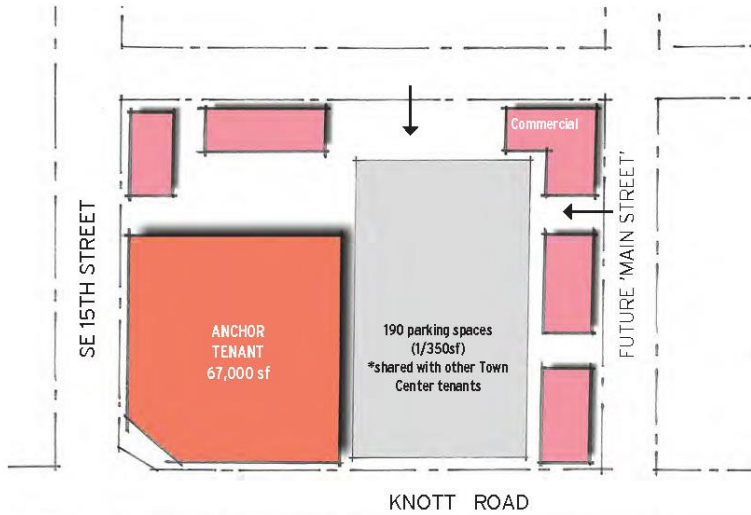 Commercial
SE 15TH STREET
FUTURE 'MAIN STREET'
ANCHOR
TENANT
67,000 sf
190 parking spaces
(1/350sf)
*shared with other Town
Center tenants
KNOTT ROAD